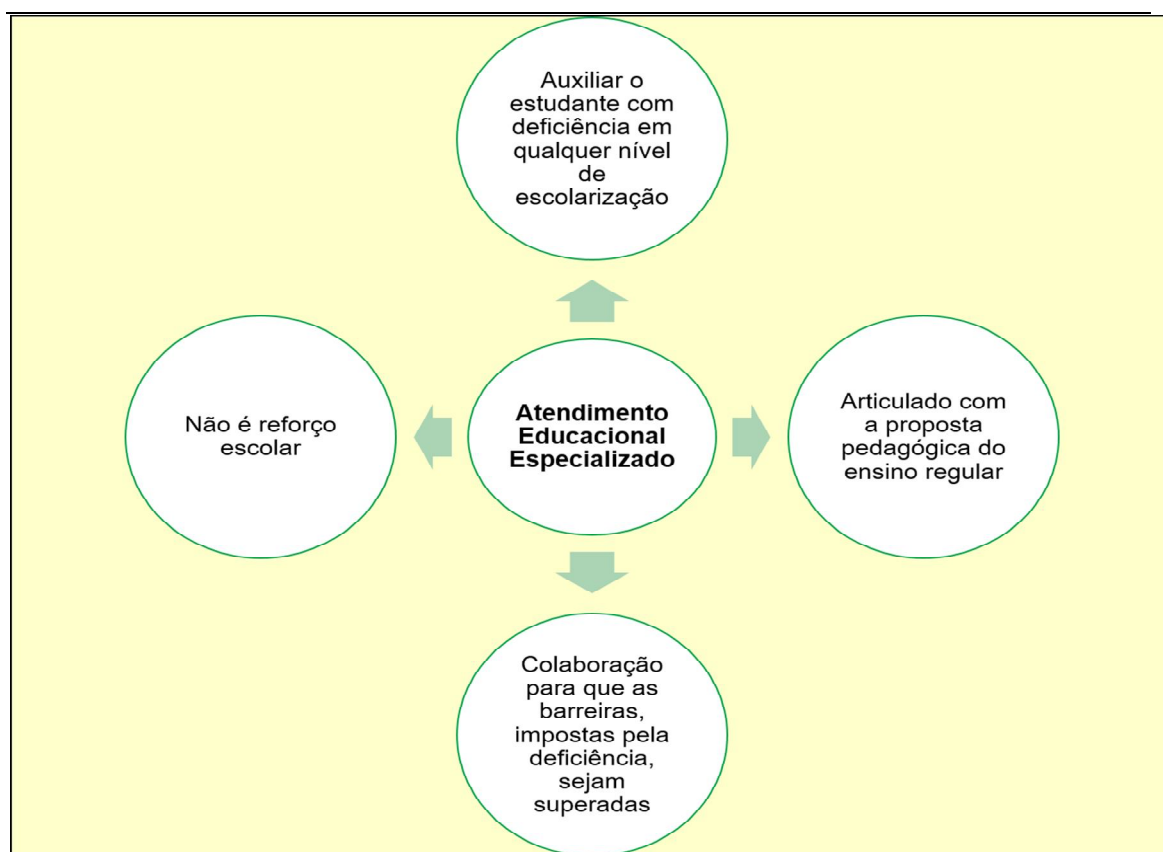 Auxiliar o
estudante com
deficiência em
qualquer nível
de
escolarização
Não é reforço
escolar
Atendimento
Educacional
Especializado
Articulado com
a proposta
pedagógica do
ensino regular
Colaboração
para que as
barreiras,
impostas pela
deficiência,
sejam
superadas